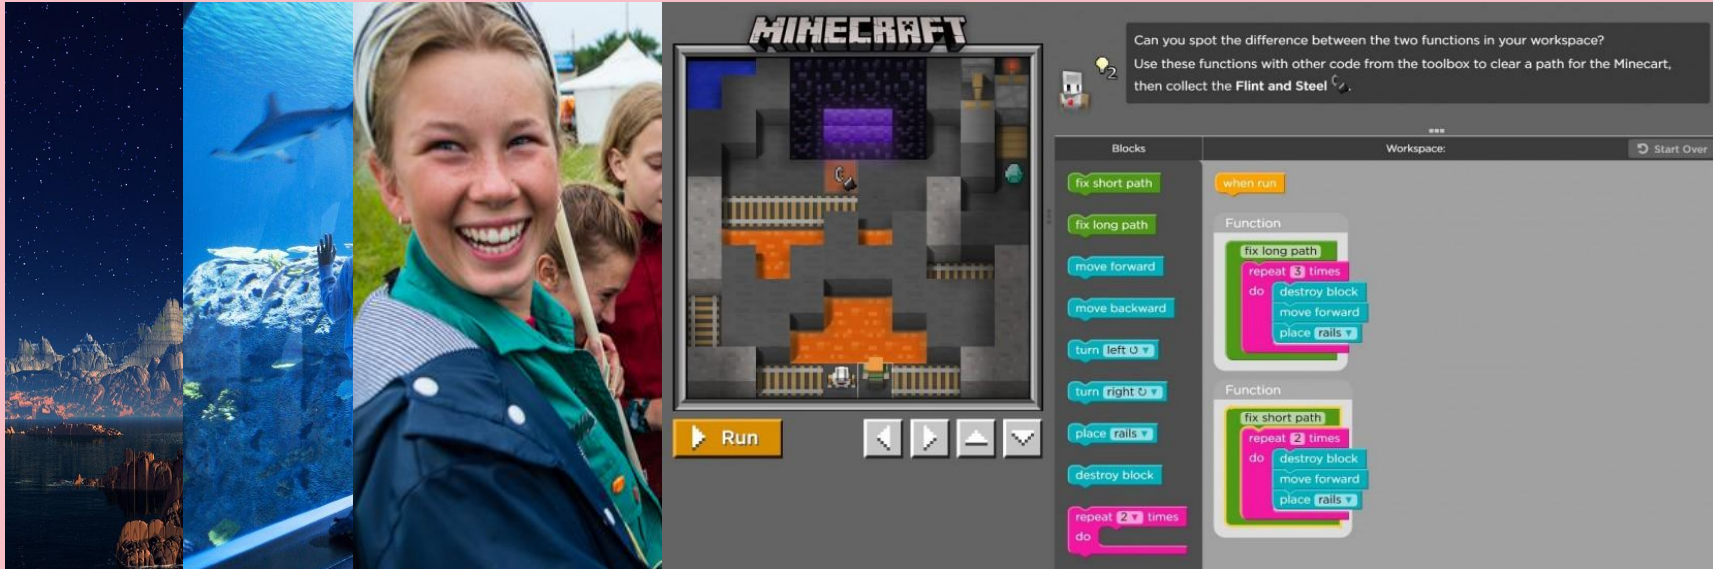 MINECRAFT
2
Can you spot the difference between the two functions in your workspace?
Use these functions with other code from the toolbox to clear a path for the Minecart,
then collect the Flint and Steel .
Blocks
Workspace:
Start Over
fix short path
fix long path
move forward
move backward
turn left
turn right
place rails
destroy block
repeat 2 times
do
when run
Function
fix long path
repeat 3 times
do destroy block
move forward
place rails
Function
fix short path
repeat 2 times
do destroy block
move forward
place rails
Run